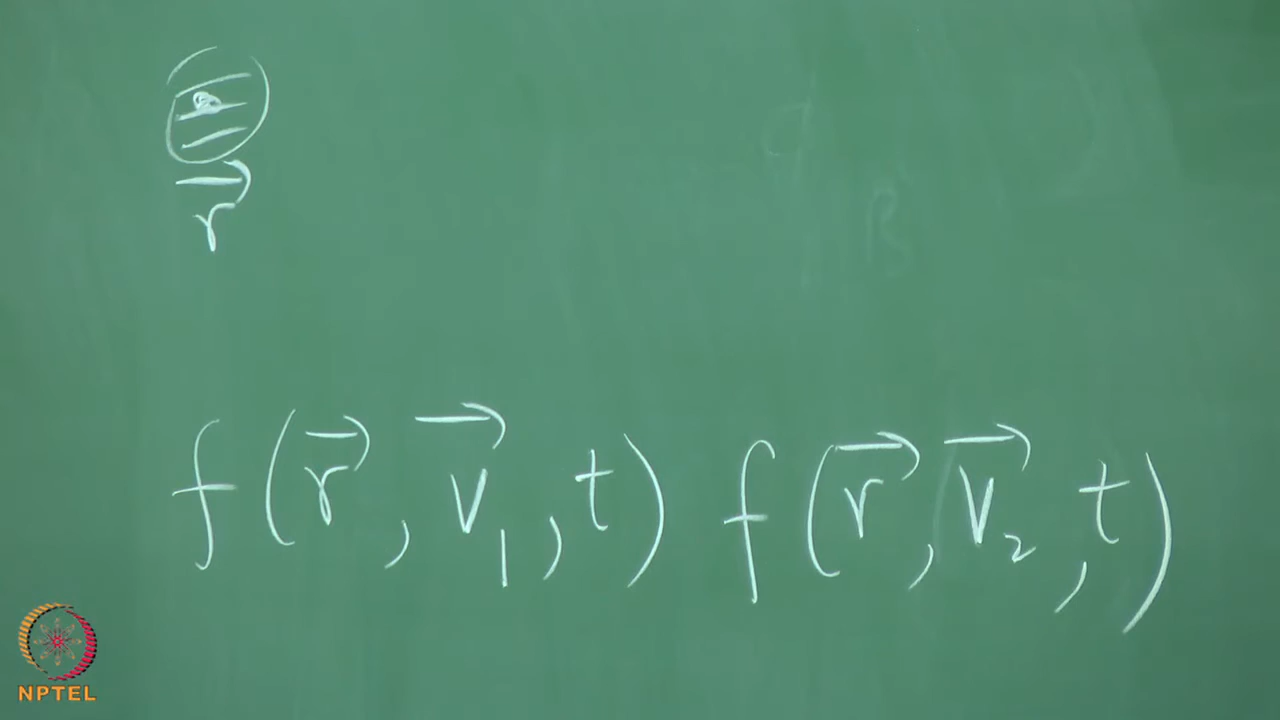 r⃗
f(r⃗, v⃗₁, t) f(r⃗, v⃗₂, t)
NPTEL